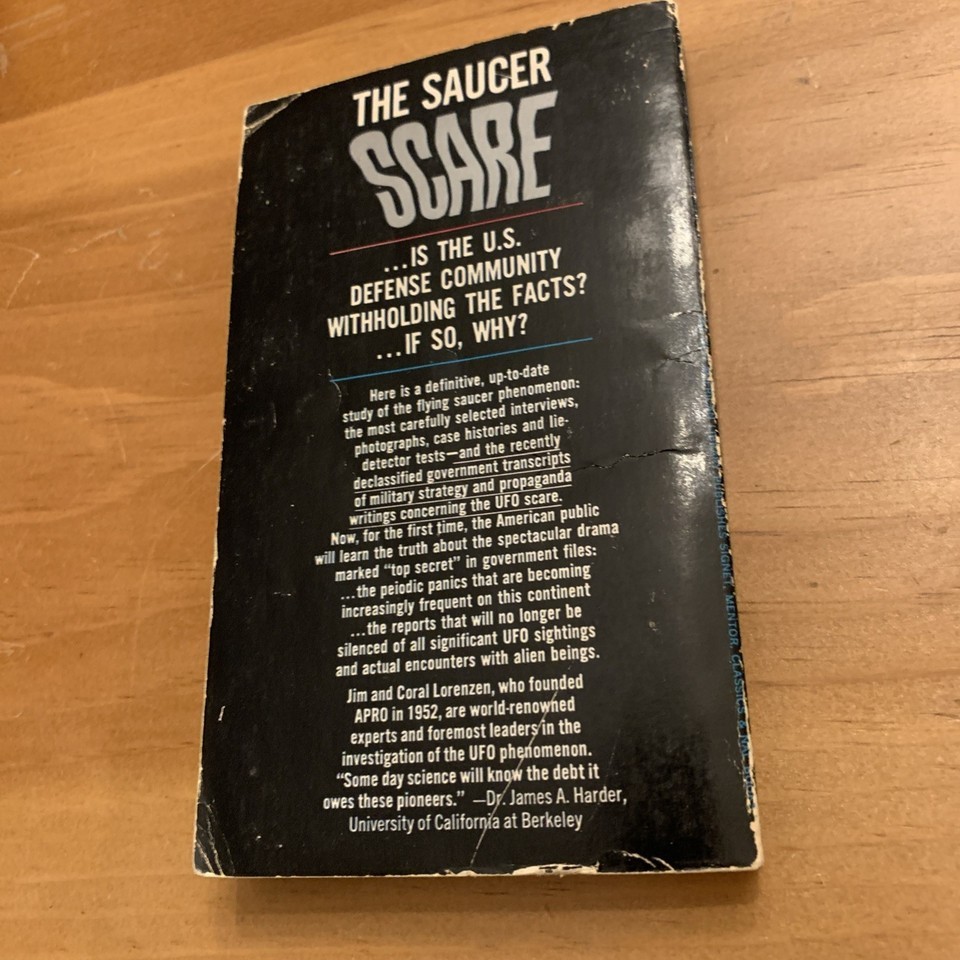 THE SAUCER
SCARE
...IS THE U.S.
DEFENSE COMMUNITY
WITHHOLDING THE FACTS?
...IF SO, WHY?
Here is a definitive, up-to-date
study of the flying saucer phenomenon:
the most carefully selected interviews,
photographs, case histories and lie-
detector tests—and the recently
declassified government transcripts
of military strategy and propaganda
writings concerning the UFO scare.
Now, for the first time, the American public
will learn the truth about the spectacular drama
marked “top secret” in government files:
...the peiodic panics that are becoming
increasingly frequent on this continent
...the reports that will no longer be
silenced of all significant UFO sightings
and actual encounters with alien beings.
Jim and Coral Lorenzen, who founded
APRO in 1952, are world-renowned
experts and foremost leaders in the
investigation of the UFO phenomenon.
“Some day science will know the debt it
owes these pioneers.” —Dr. James A. Harder,
University of California at Berkeley
SIGNET, MENTOR, CLASSICS &